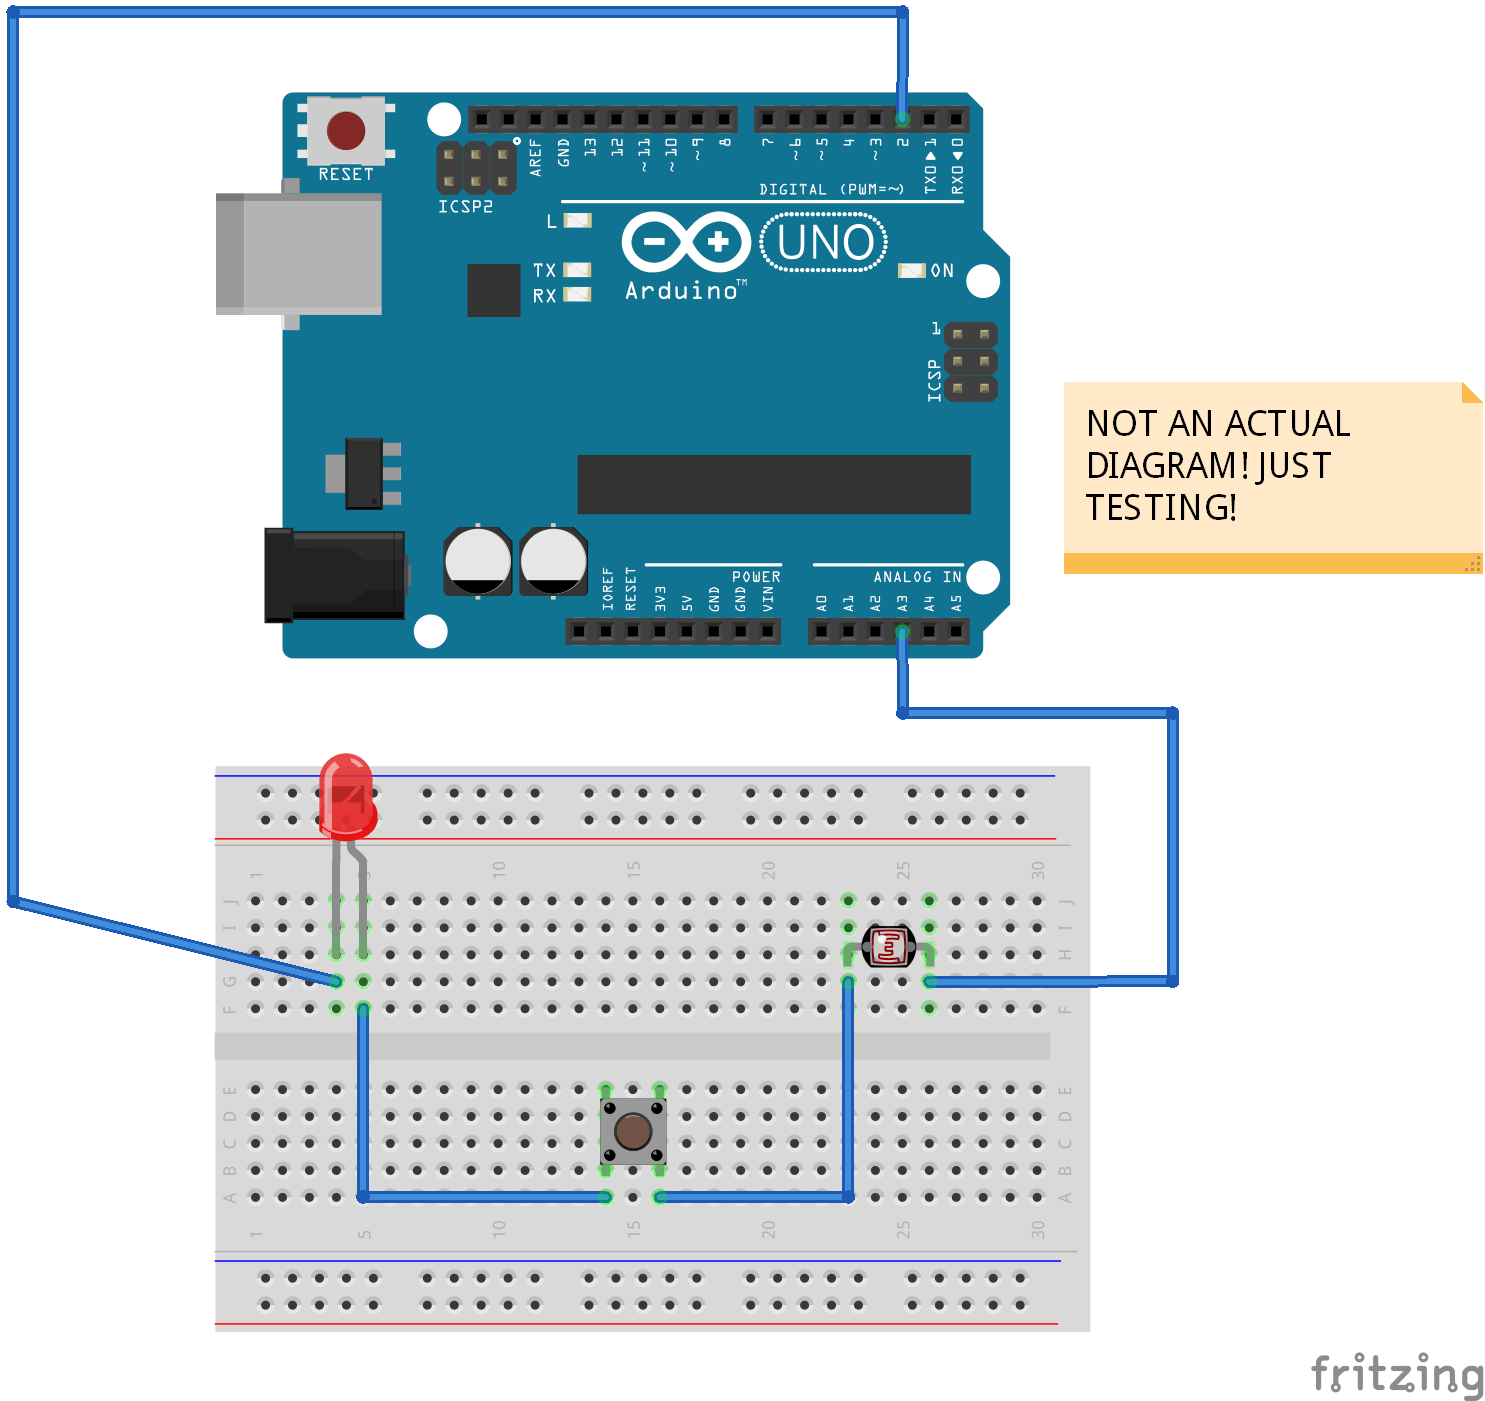 RESET
ICSP2
AREF
GND
13
12
~11
~10
~9
8
7
~6
~5
4
~3
2
TX0▶1
RX0◀0
DIGITAL (PWM=~)
L
TX
RX
UNO
ON
Arduino™
1
ICSP
NOT AN ACTUAL
DIAGRAM! JUST
TESTING!
POWER
ANALOG IN
IOREF
RESET
3V3
5V
GND
GND
VIN
A0
A1
A2
A3
A4
A5
1
5
10
15
20
25
30
J
J
I
I
H
H
G
G
F
F
E
E
D
D
C
C
B
B
A
A
1
5
10
15
20
25
30
fritzing